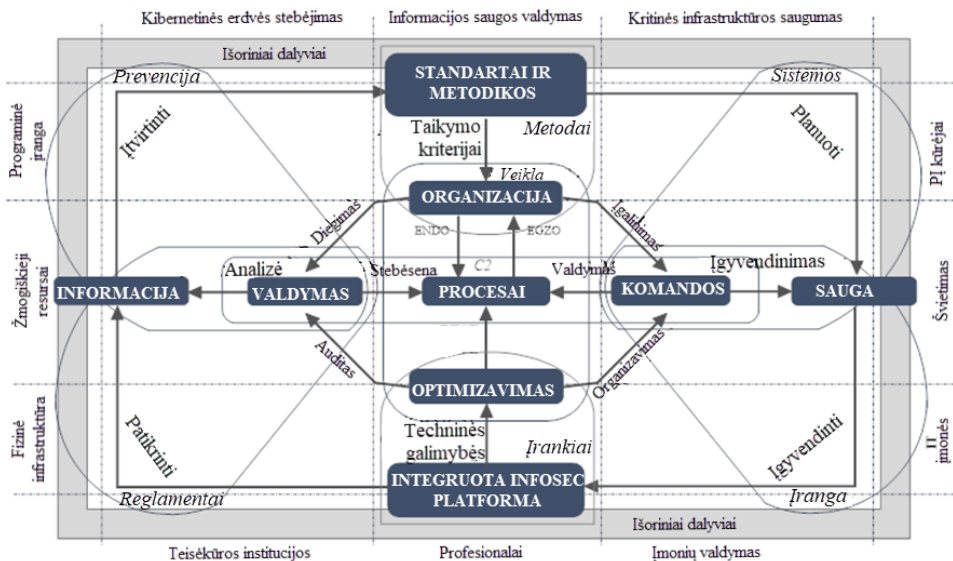 Kibernetinės erdvės stebėjimas
Informacijos saugos valdymas
Kritinės infrastruktūros saugumas
Išoriniai dalyviai
Prevencija
STANDARTAI IR
METODIKOS
Sistemos
Programinė
įranga
Įtvirtinti
Taikymo
kriterijai
Metodai
Planuoti
PĮ kūrėjai
Veikla
ORGANIZACIJA
Diegimas
ENDO
EGZO
Įgalinimas
Žmogiškieji
resursai
Analizė
Stebėsena
C2
Valdymas
Įgyvendinimas
Švietimas
INFORMACIJA
VALDYMAS
PROCESAI
KOMANDOS
SAUGA
Auditas
Organizavimas
OPTIMIZAVIMAS
Fizinė
infrastruktūra
Patikrinti
Techninės
galimybės
Įrankiai
Įgyvendinti
IT
įmonės
Reglamentai
INTEGRUOTA INFOSEC
PLATFORMA
Įranga
Išoriniai dalyviai
Teisėkūros institucijos
Profesionalai
Įmonių valdymas